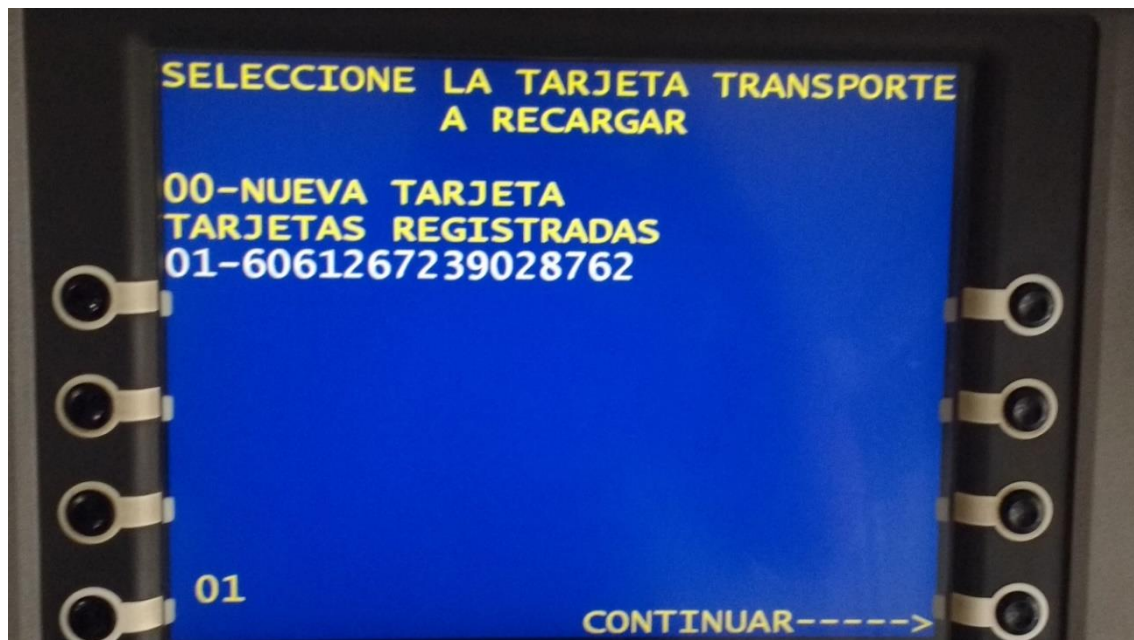 SELECCIONE LA TARJETA TRANSPORTE
A RECARGAR
00-NUEVA TARJETA
TARJETAS REGISTRADAS
01-6061267239028762
01
CONTINUAR----->